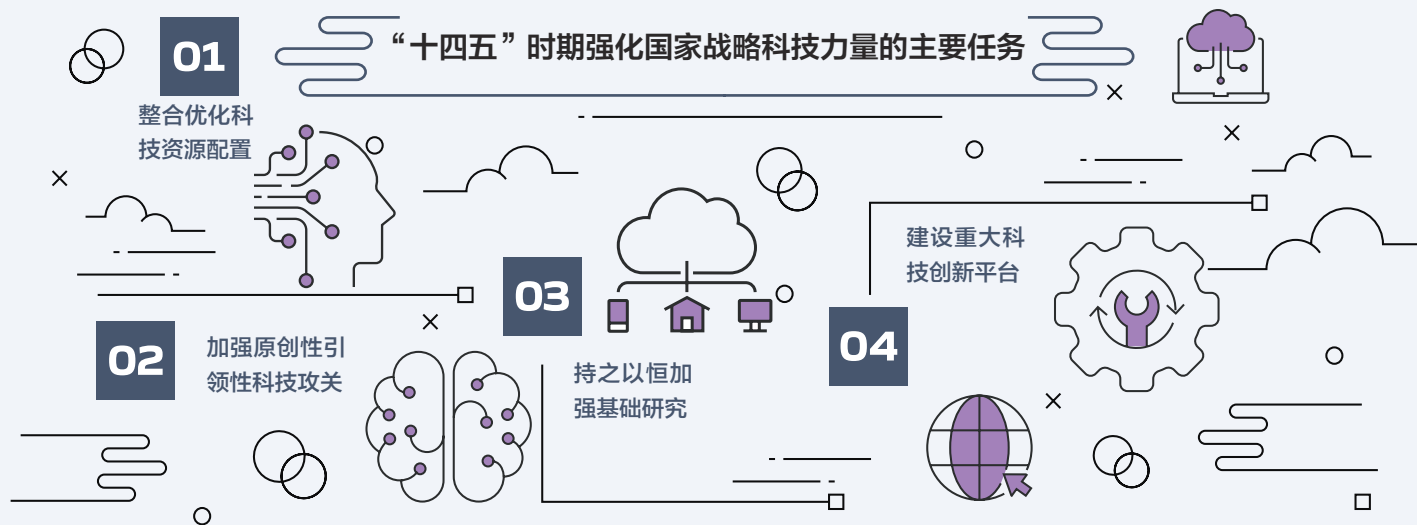 “十四五”时期强化国家战略科技力量的主要任务
01
整合优化科
技资源配置
02
加强原创性引
领性科技攻关
03
持之以恒加
强基础研究
04
建设重大科
技创新平台